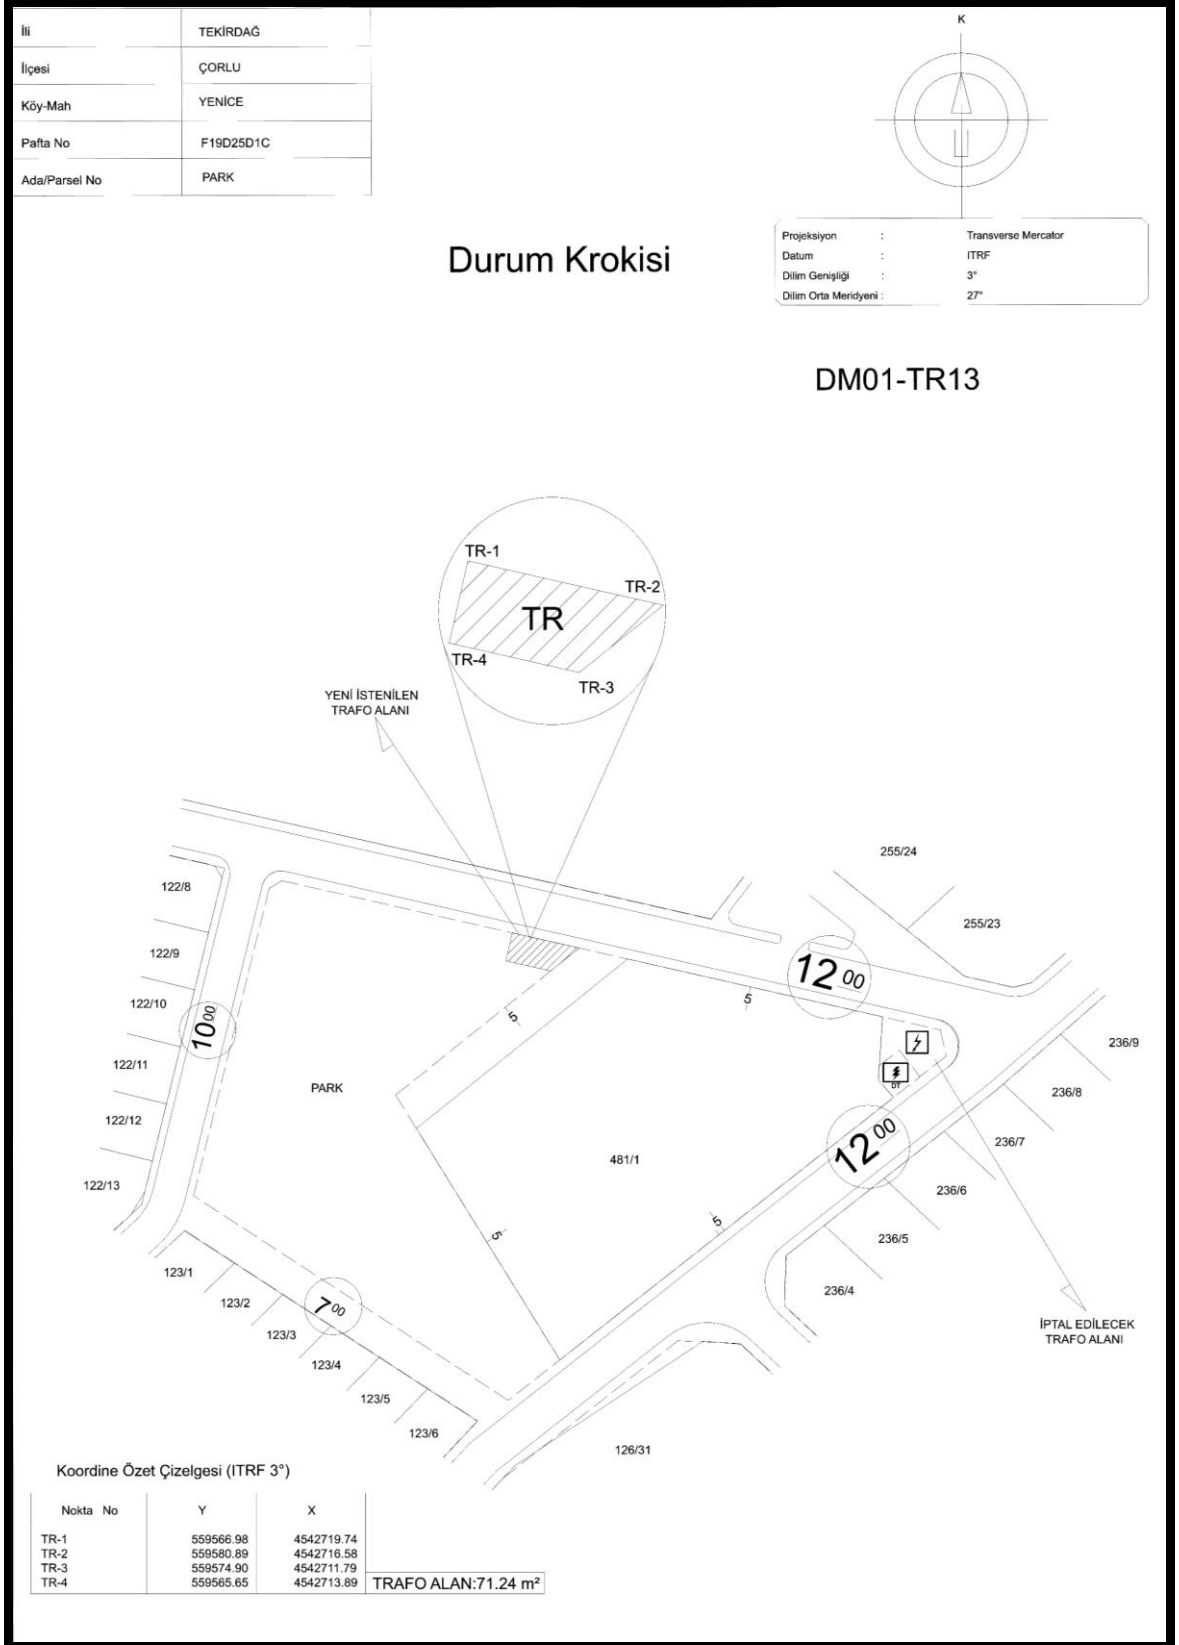 K
İli TEKİRDAĞ
İlçesi ÇORLU
Köy-Mah YENİCE
Pafta No F19D25D1C
Ada/Parsel No PARK
Projeksiyon : Transverse Mercator
Datum : ITRF
Dilim Genişliği : 3°
Dilim Orta Meridyeni : 27°
Durum Krokisi
DM01-TR13
TR-1
TR-2
TR
TR-4
TR-3
YENİ İSTENİLEN
TRAFO ALANI
255/24
122/8
255/23
122/9
12 00
5
122/10
10 00
5
236/9
122/11
DT
PARK
236/8
122/12
12 00
236/7
481/1
122/13
236/6
5
5
236/5
123/1
236/4
123/2
7 00
İPTAL EDİLECEK
TRAFO ALANI
123/3
123/4
123/5
123/6
126/31
Koordine Özet Çizelgesi (ITRF 3°)
Nokta No Y X
TR-1 559566.98 4542719.74
TR-2 559580.89 4542716.58
TR-3 559574.90 4542711.79
TR-4 559565.65 4542713.89
TRAFO ALAN:71.24 m²